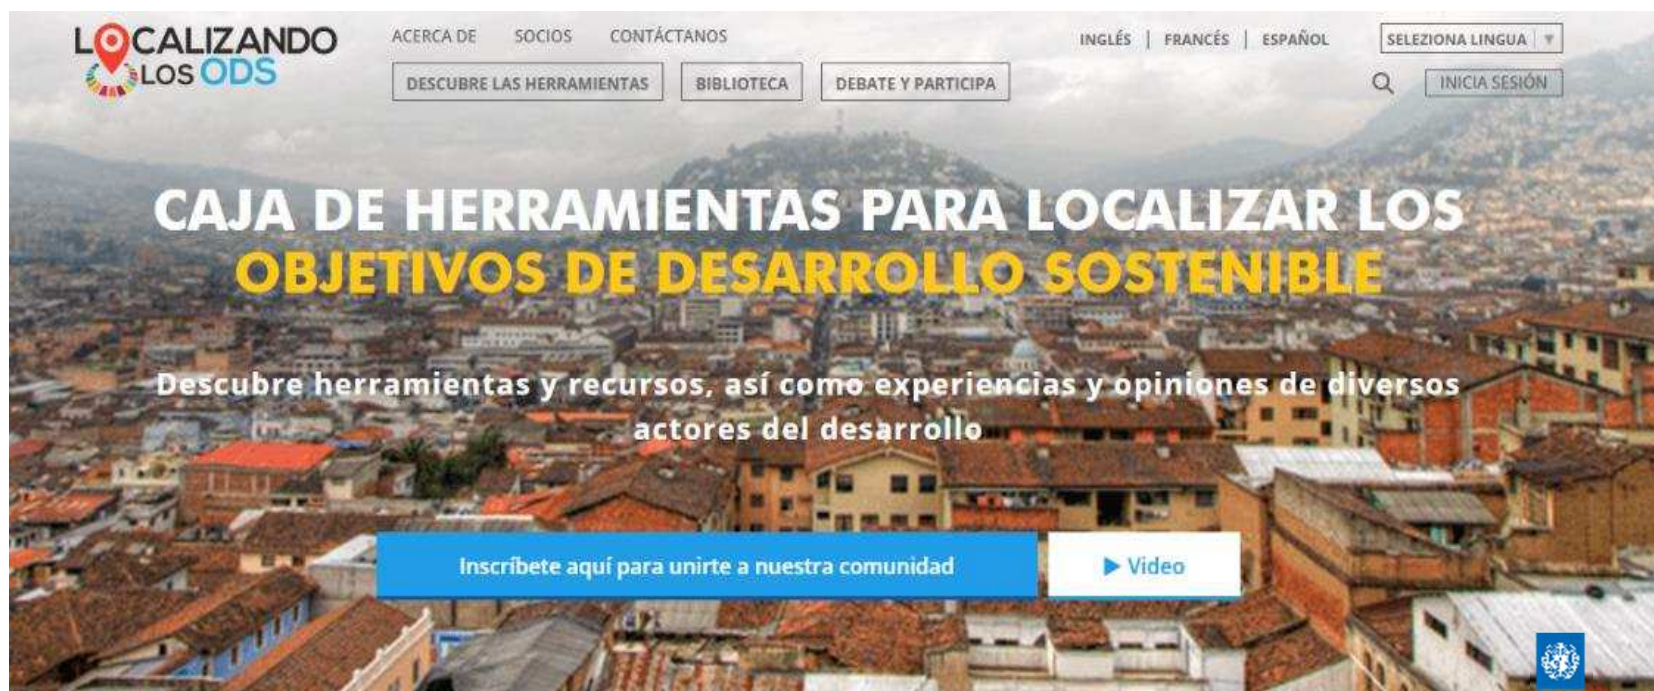 LOCALIZANDO
LOS ODS
ACERCA DE SOCIOS CONTÁCTANOS
INGLÉS | FRANCÉS | ESPAÑOL
SELEZIONA LINGUA ▼
DESCUBRE LAS HERRAMIENTAS BIBLIOTECA DEBATE Y PARTICIPA
INICIA SESIÓN
CAJA DE HERRAMIENTAS PARA LOCALIZAR LOS
OBJETIVOS DE DESARROLLO SOSTENIBLE
Descubre herramientas y recursos, así como experiencias y opiniones de diversos
actores del desarrollo
Inscríbete aquí para unirte a nuestra comunidad
Video